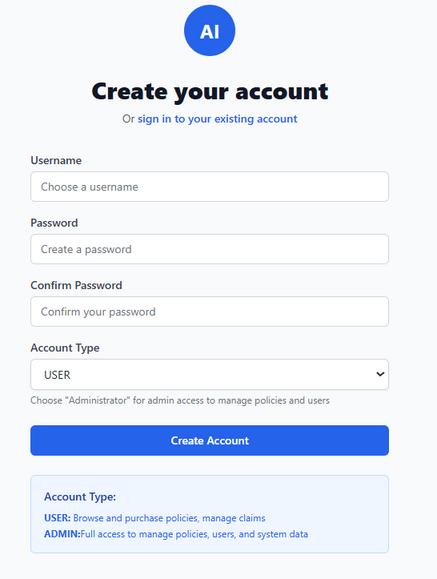 AI
Create your account
Or sign in to your existing account
Username
Choose a username
Password
Create a password
Confirm Password
Confirm your password
Account Type
USER
Choose "Administrator" for admin access to manage policies and users
Create Account
Account Type:
USER: Browse and purchase policies, manage claims
ADMIN:Full access to manage policies, users, and system data